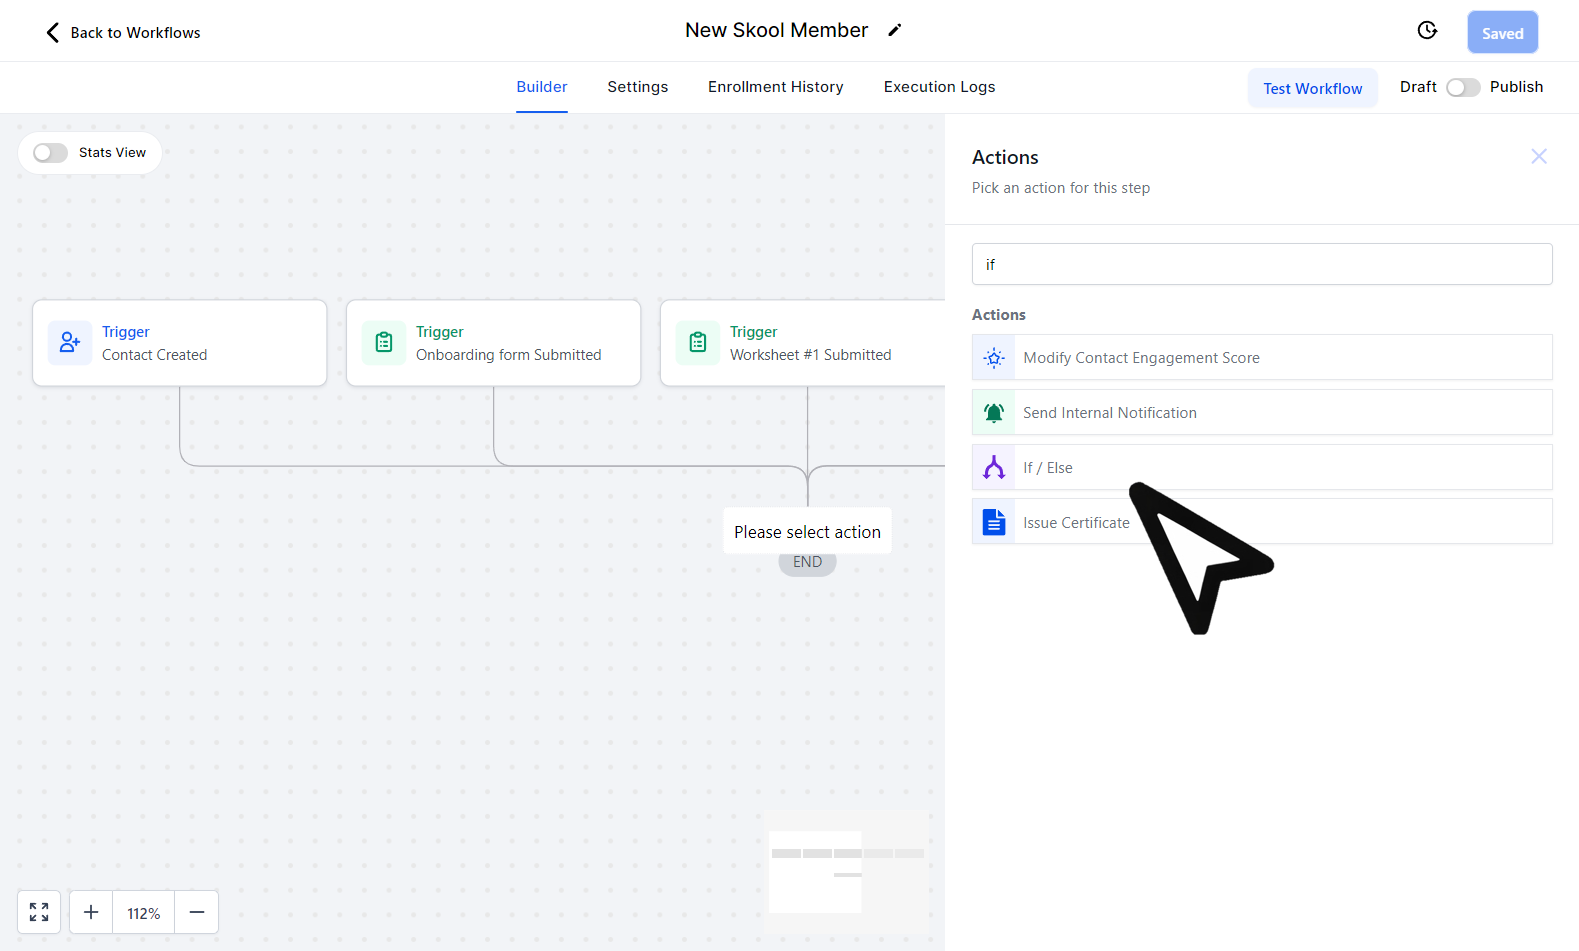 Back to Workflows
New Skool Member
Saved
Builder
Settings
Enrollment History
Execution Logs
Test Workflow
Draft
Publish
Stats View
Actions
Pick an action for this step
if
Actions
Modify Contact Engagement Score
Send Internal Notification
If / Else
Issue Certificate
Trigger
Contact Created
Trigger
Onboarding form Submitted
Trigger
Worksheet #1 Submitted
Please select action
END
112%